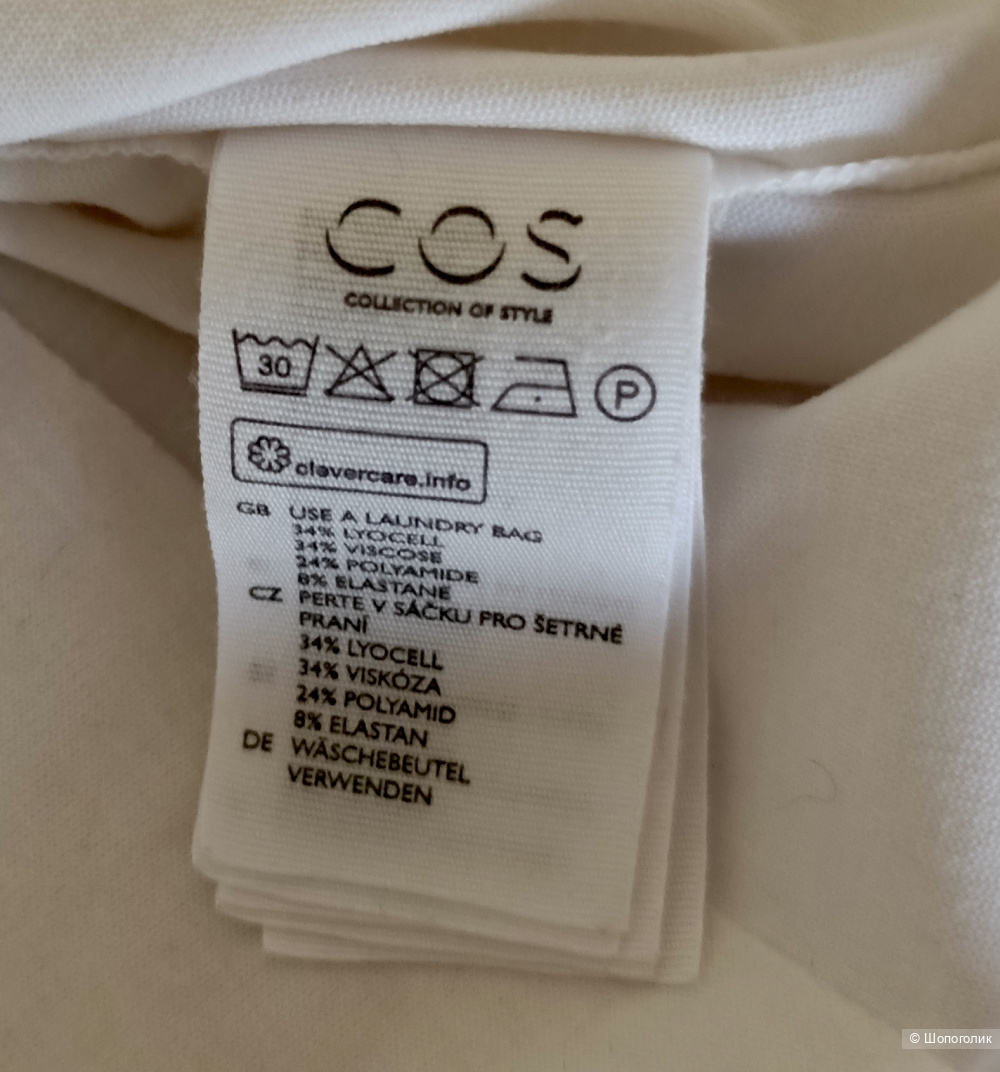 COS
COLLECTION OF STYLE
30
P
clevercare.info
GB USE A LAUNDRY BAG
34% LYOCELL
34% VISCOSE
24% POLYAMIDE
8% ELASTANE
CZ PERTE V SÁČKU PRO ŠETRNÉ
PRANÍ
34% LYOCELL
34% VISKÓZA
24% POLYAMID
8% ELASTAN
DE WÄSCHEBEUTEL
VERWENDEN
© Шопоголик